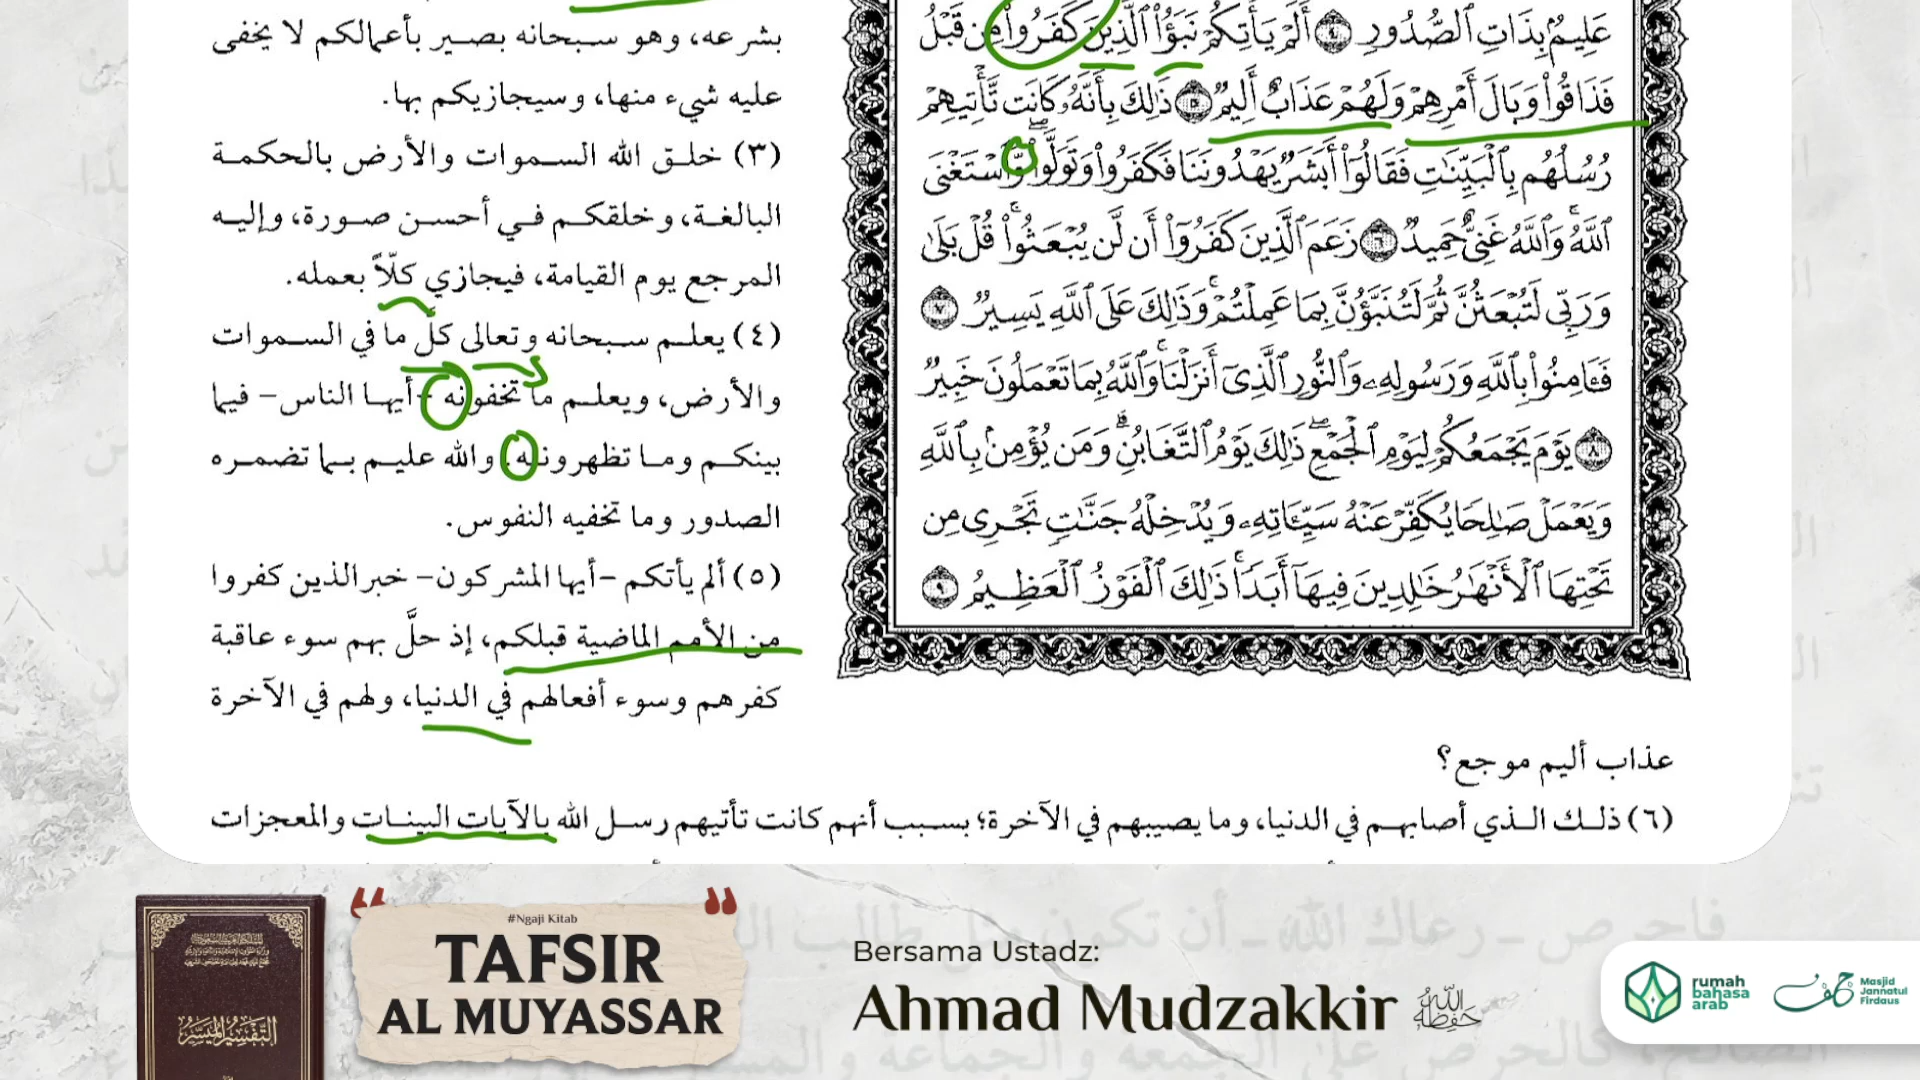 عَلِيمُۢ بِذَاتِ ٱلصُّدُورِ ٤ أَلَمْ يَأْتِكُمْ نَبَؤُا۟ ٱلَّذِينَ كَفَرُوا۟ مِن قَبْلُ
فَذَاقُوا۟ وَبَالَ أَمْرِهِمْ وَلَهُمْ عَذَابٌ أَلِيمٌ ٥ ذَٰلِكَ بِأَنَّهُۥ كَانَت تَّأْتِيهِمْ
رُسُلُهُم بِٱلْبَيِّنَٰتِ فَقَالُوٓا۟ أَبَشَرٌ يَهْدُونَنَا فَكَفَرُوا۟ وَتَوَلَّوا۟ وَّٱسْتَغْنَى
ٱللَّهُ ۚ وَٱللَّهُ غَنِىٌّ حَمِيدٌ ٦ زَعَمَ ٱلَّذِينَ كَفَرُوٓا۟ أَن لَّن يُبْعَثُوا۟ ۚ قُلْ بَلَىٰ
وَرَبِّى لَتُبْعَثُنَّ ثُمَّ لَتُنَبَّؤُنَّ بِمَا عَمِلْتُمْ ۚ وَذَٰلِكَ عَلَى ٱللَّهِ يَسِيرٌ ٧
فَـَٔامِنُوا۟ بِٱللَّهِ وَرَسُولِهِۦ وَٱلنُّورِ ٱلَّذِىٓ أَنزَلْنَا ۚ وَٱللَّهُ بِمَا تَعْمَلُونَ خَبِيرٌ
٨ يَوْمَ يَجْمَعُكُمْ لِيَوْمِ ٱلْجَمْعِ ۖ ذَٰلِكَ يَوْمُ ٱلتَّغَابُنِ ۗ وَمَن يُؤْمِنۢ بِٱللَّهِ
وَيَعْمَلْ صَٰلِحًا يُكَفِّرْ عَنْهُ سَيِّـَٔاتِهِۦ وَيُدْخِلْهُ جَنَّٰتٍ تَجْرِى مِن
تَحْتِهَا ٱلْأَنْهَٰرُ خَٰلِدِينَ فِيهَآ أَبَدًا ۚ ذَٰلِكَ ٱلْفَوْزُ ٱلْعَظِيمُ ٩
بشرعه، وهو سبحانه بصير بأعمالكم لا يخفى
عليه شيء منها، وسيجازيكم بها.
(٣) خلق الله السموات والأرض بالحكمة
البالغة، وخلقكم في أحسن صورة، وإليه
المرجع يوم القيامة، فيجازي كلّاً بعمله.
(٤) يعلم سبحانه وتعالى كل ما في السموات
والأرض، ويعلم ما تخفونه -أيها الناس- فيما
بينكم وما تظهرونه. والله عليم بما تضمره
الصدور وما تخفيه النفوس.
(٥) ألم يأتكم -أيها المشركون- خبر الذين كفروا
من الأمم الماضية قبلكم، إذ حلَّ بهم سوء عاقبة
كفرهم وسوء أفعالهم في الدنيا، ولهم في الآخرة
عذاب أليم موجع؟
(٦) ذلك الذي أصابهم في الدنيا، وما يصيبهم في الآخرة؛ بسبب أنهم كانت تأتيهم رسل الله بالآيات البينات والمعجزات
التَّفْسِيرُ المُيَسَّرُ
#Ngaji Kitab
TAFSIR
AL MUYASSAR
Bersama Ustadz:
Ahmad Mudzakkir حفظه الله
rumah
bahasa
arab
Masjid
Jannatul
Firdaus